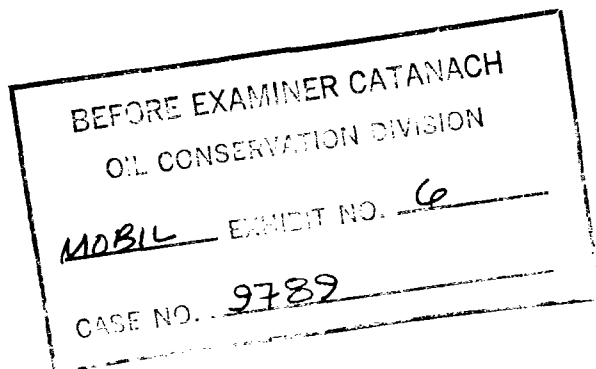 BEFORE EXAMINER CATANACH
OIL CONSERVATION DIVISION
MOBIL EXHIBIT NO. 6
CASE NO. 9789